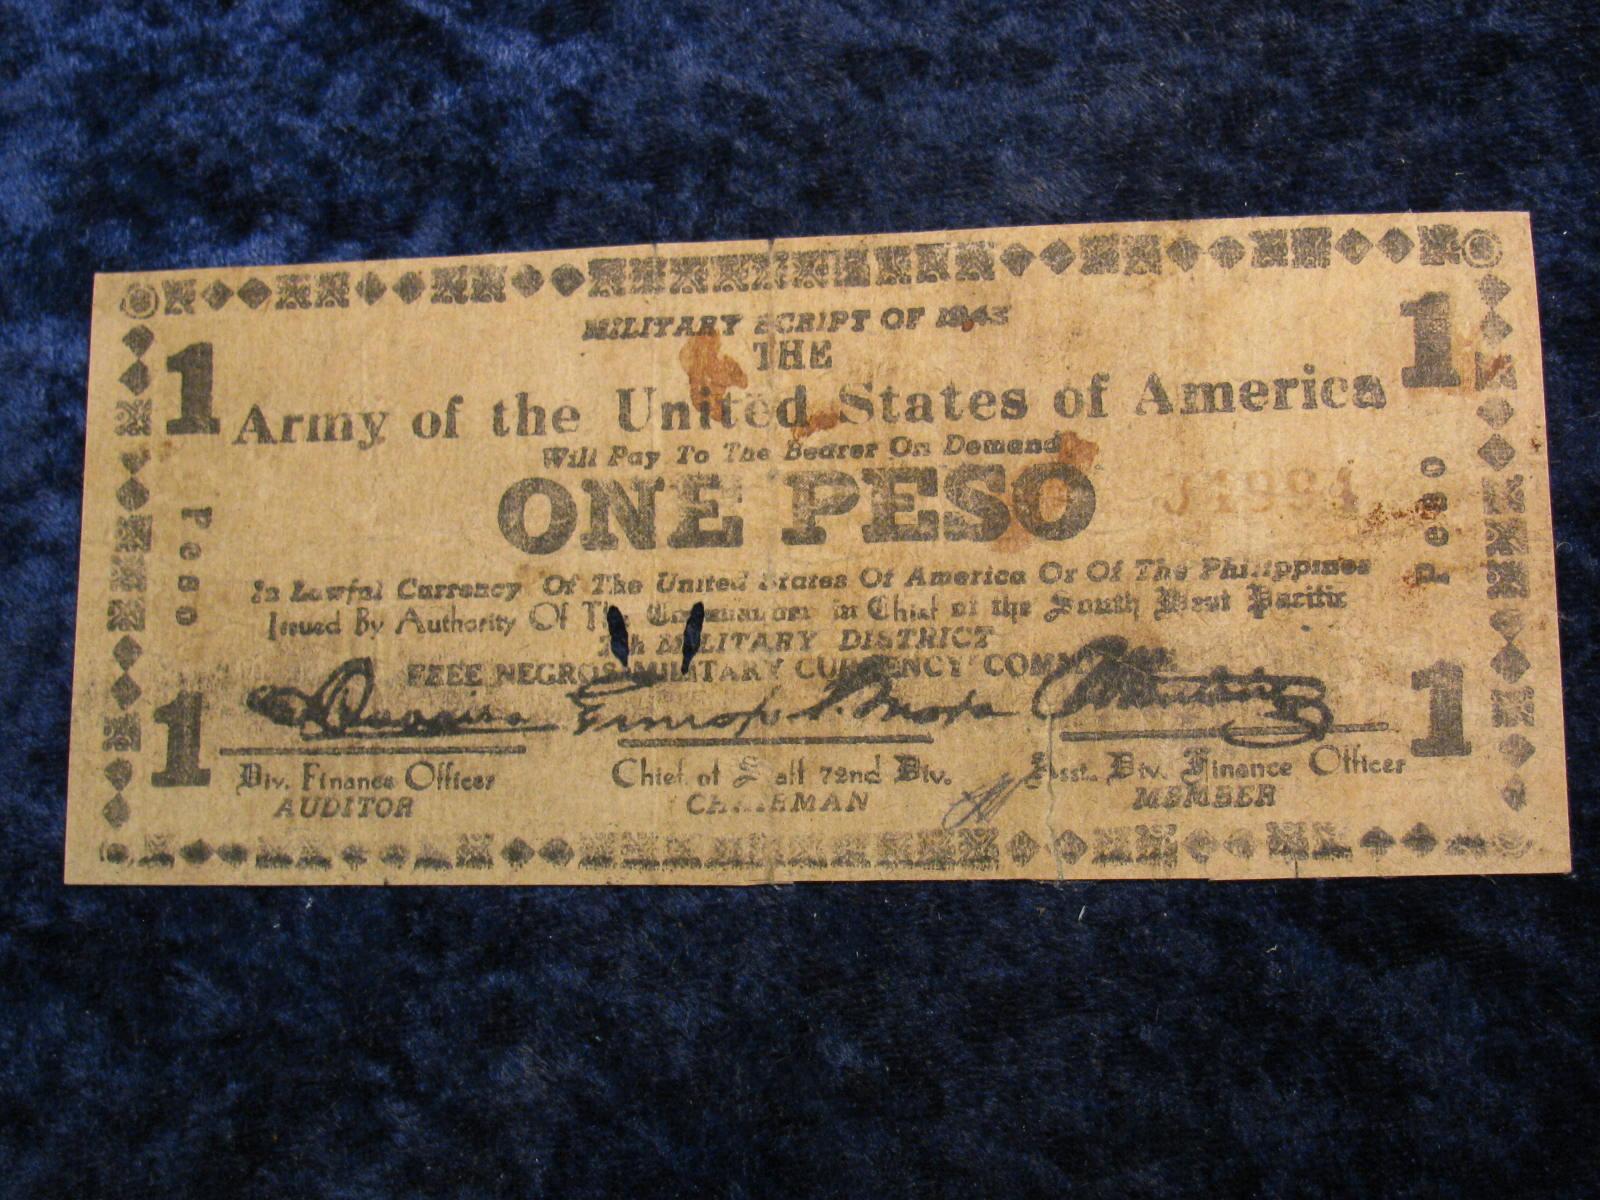 MILITARY SCRIPT OF 1943
THE
1 1
Army of the United States of America
Will Pay To The Bearer On Demand
ONE PESO
Peso Peso
In Lawful Currency Of The United States Of America Or Of The Philippines
Issued By Authority Of The in Chief of the South West Pacific
7th MILITARY DISTRICT
FREE NEGROS MILITARY CURRENCY
1 1
Div. Finance Officer Chief of Staff 72nd Div. Asst. Div. Finance Officer
AUDITOR CHAIRMAN MEMBER